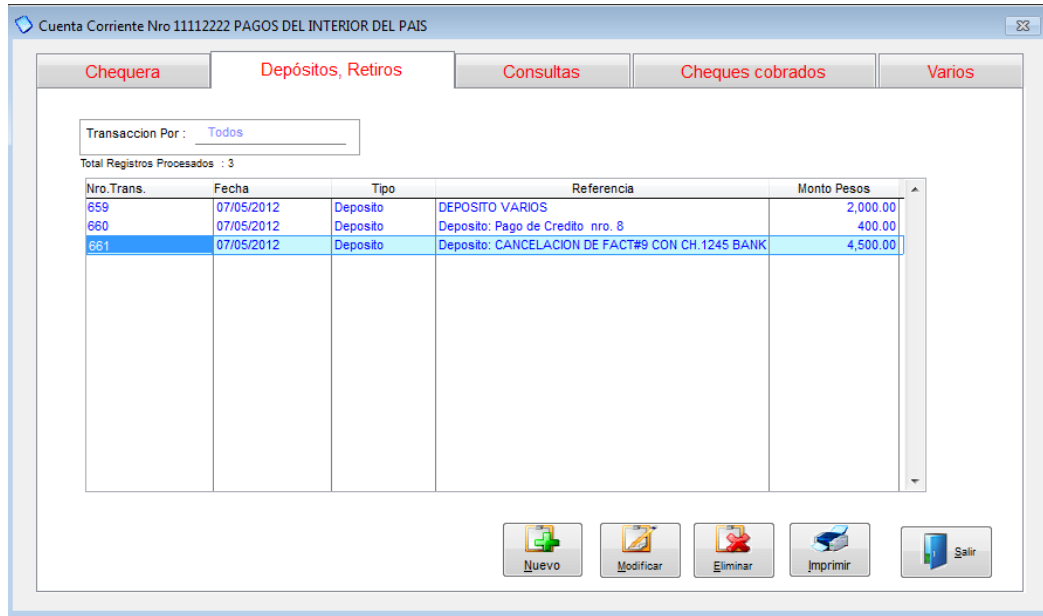 Cuenta Corriente Nro 11112222 PAGOS DEL INTERIOR DEL PAIS
Chequera Depósitos, Retiros Consultas Cheques cobrados Varios
Transaccion Por : Todos
Total Registros Procesados : 3
Nro.Trans. Fecha Tipo Referencia Monto Pesos
659 07/05/2012 Deposito DEPOSITO VARIOS 2,000.00
660 07/05/2012 Deposito Deposito: Pago de Credito nro. 8 400.00
661 07/05/2012 Deposito Deposito: CANCELACION DE FACT#9 CON CH.1245 BANK 4,500.00
Nuevo Modificar Eliminar Imprimir Salir